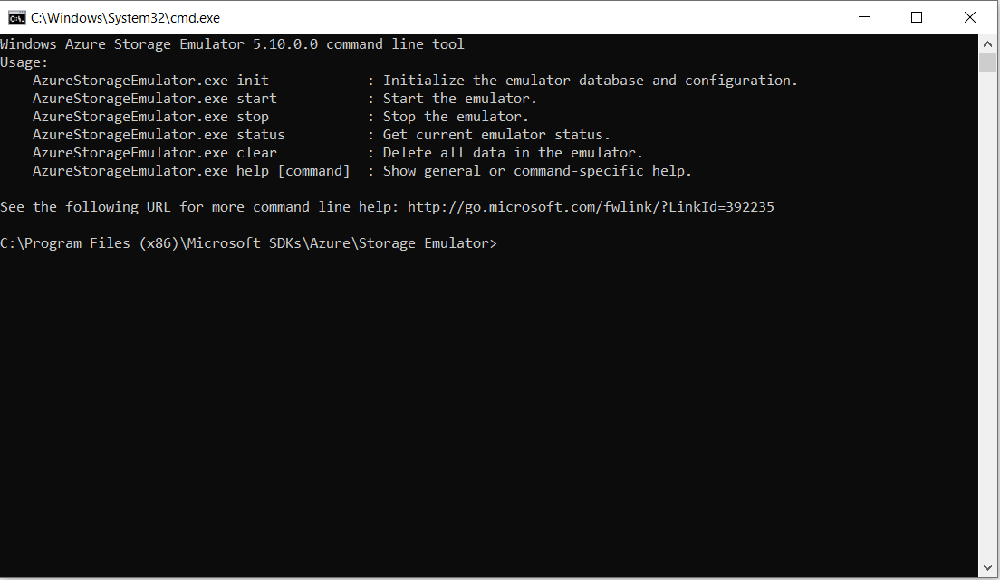 C:\Windows\System32\cmd.exe
Windows Azure Storage Emulator 5.10.0.0 command line tool
Usage:
    AzureStorageEmulator.exe init            : Initialize the emulator database and configuration.
    AzureStorageEmulator.exe start           : Start the emulator.
    AzureStorageEmulator.exe stop            : Stop the emulator.
    AzureStorageEmulator.exe status          : Get current emulator status.
    AzureStorageEmulator.exe clear           : Delete all data in the emulator.
    AzureStorageEmulator.exe help [command]  : Show general or command-specific help.
See the following URL for more command line help: http://go.microsoft.com/fwlink/?LinkId=392235
C:\Program Files (x86)\Microsoft SDKs\Azure\Storage Emulator>